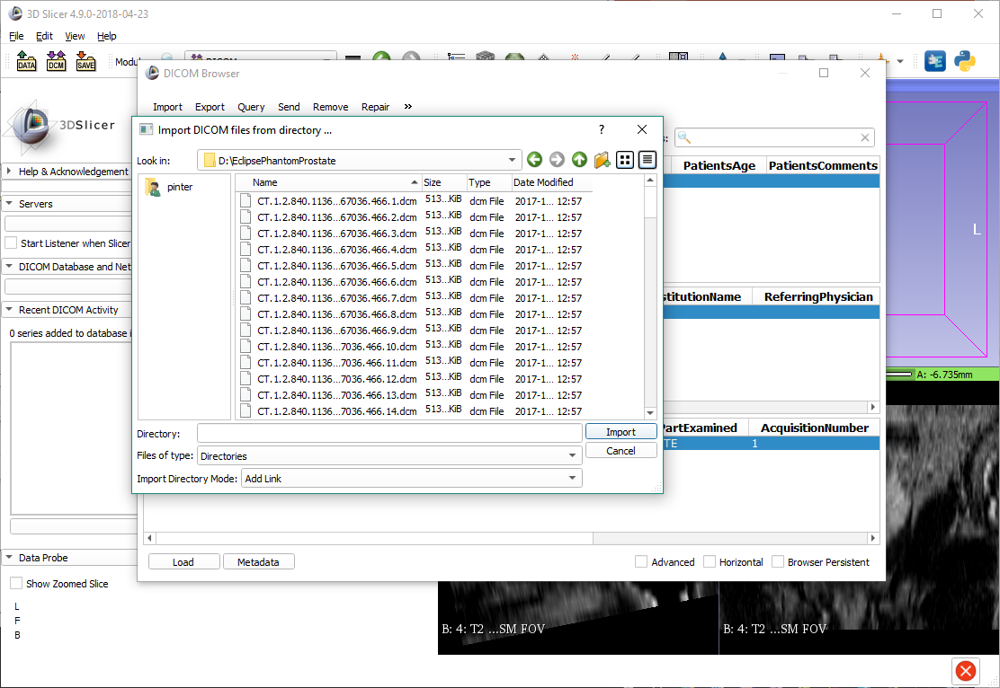 3D Slicer 4.9.0-2018-04-23
File Edit View Help
DATA DCM SAVE
DICOM Browser
Import Export Query Send Remove Repair »
3DSlicer
Import DICOM files from directory ...
?
Look in: D:\EclipsePhantomProstate
pinter
Name Size Type Date Modified
CT.1.2.840.1136...67036.466.1.dcm 513...KiB dcm File 2017-1... 12:57
CT.1.2.840.1136...67036.466.2.dcm 513...KiB dcm File 2017-1... 12:57
CT.1.2.840.1136...67036.466.3.dcm 513...KiB dcm File 2017-1... 12:57
CT.1.2.840.1136...67036.466.4.dcm 513...KiB dcm File 2017-1... 12:57
CT.1.2.840.1136...67036.466.5.dcm 513...KiB dcm File 2017-1... 12:57
CT.1.2.840.1136...67036.466.6.dcm 513...KiB dcm File 2017-1... 12:57
CT.1.2.840.1136...67036.466.7.dcm 513...KiB dcm File 2017-1... 12:57
CT.1.2.840.1136...67036.466.8.dcm 513...KiB dcm File 2017-1... 12:57
CT.1.2.840.1136...67036.466.9.dcm 513...KiB dcm File 2017-1... 12:57
CT.1.2.840.1136...7036.466.10.dcm 513...KiB dcm File 2017-1... 12:57
CT.1.2.840.1136...7036.466.11.dcm 513...KiB dcm File 2017-1... 12:57
CT.1.2.840.1136...7036.466.12.dcm 513...KiB dcm File 2017-1... 12:57
CT.1.2.840.1136...7036.466.13.dcm 513...KiB dcm File 2017-1... 12:57
CT.1.2.840.1136...7036.466.14.dcm 513...KiB dcm File 2017-1... 12:57
Directory: Import
Files of type: Directories Cancel
Import Directory Mode: Add Link
Help & Acknowledgement
Servers
Start Listener when Slicer
DICOM Database and Net
Recent DICOM Activity
0 series added to database i
PatientsAge PatientsComments
stitutionName ReferringPhysician
PartExamined AcquisitionNumber
TE 1
L
A: -6.735mm
Load Metadata
Advanced Horizontal Browser Persistent
Data Probe
Show Zoomed Slice
L
F
B
B: 4: T2 ...SM FOV
B: 4: T2 ...SM FOV